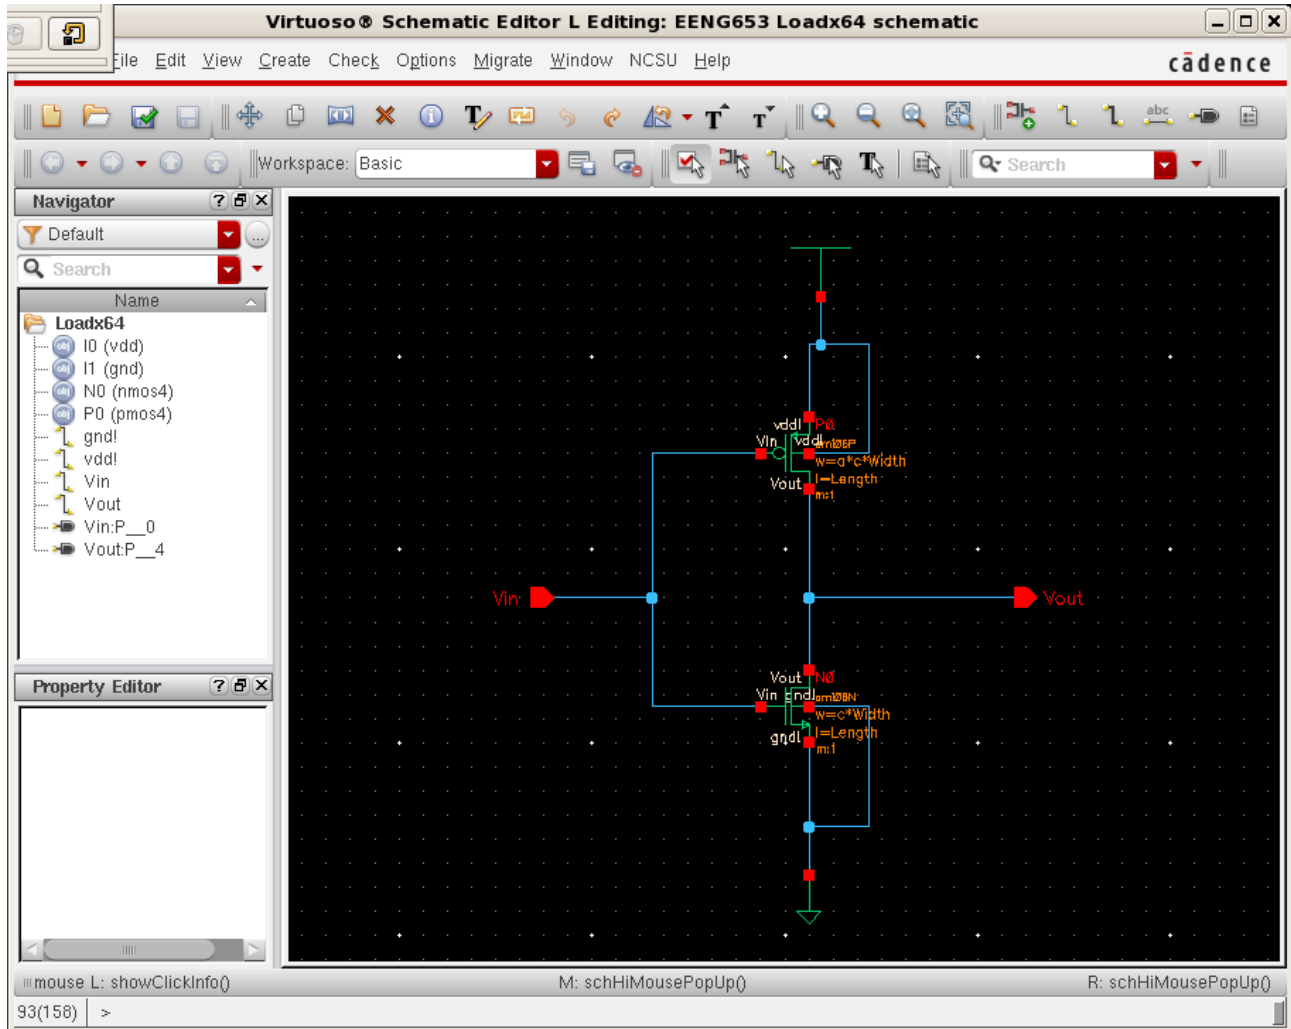 Virtuoso® Schematic Editor L Editing: EENG653 Loadx64 schematic
File Edit View Create Check Options Migrate Window NCSU Help
cādence
abc
Workspace: Basic
Search
Navigator
Default
Search
Name
Loadx64
I0 (vdd)
I1 (gnd)
N0 (nmos4)
P0 (pmos4)
gnd!
vdd!
Vin
Vout
Vin:P__0
Vout:P__4
Property Editor
vdd!
P0
Vin
vdd!
w=a*c*Width
l=Length
Vout
m:1
Vin
Vout
Vout
N0
Vin
gnd!
w=c*Width
l=Length
gnd!
m:1
mouse L: showClickInfo()
M: schHiMousePopUp()
R: schHiMousePopUp()
93(158) >